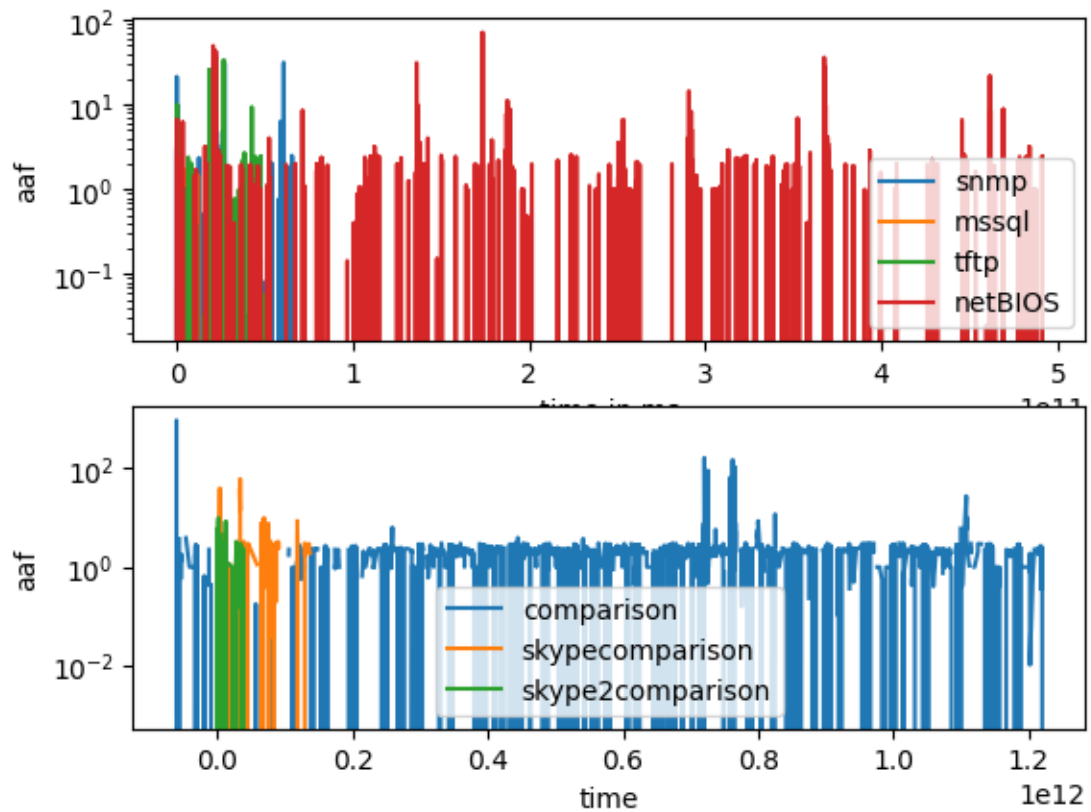 10²
10¹
10⁰
10⁻¹
aaf
snmp
mssql
tftp
netBIOS
0 1 2 3 4 5
1e11
10²
10⁰
10⁻²
aaf
comparison
skypecomparison
skype2comparison
0.0 0.2 0.4 0.6 0.8 1.0 1.2
time
1e12